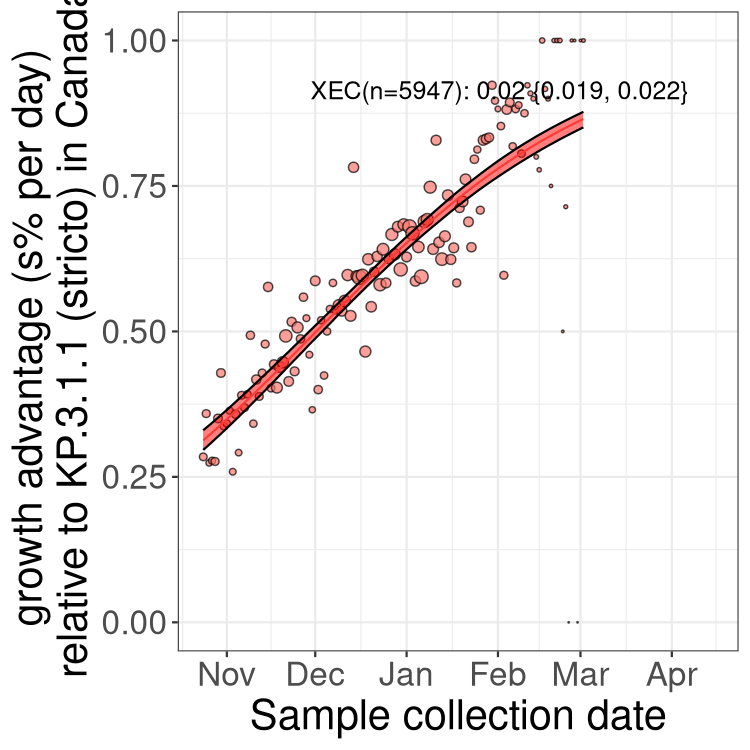 growth advantage (s% per day)
relative to KP.3.1.1 (stricto) in Canada
1.00
0.75
0.50
0.25
0.00
XEC(n=5947): 0.02 {0.019, 0.022}
Nov Dec Jan Feb Mar Apr
Sample collection date